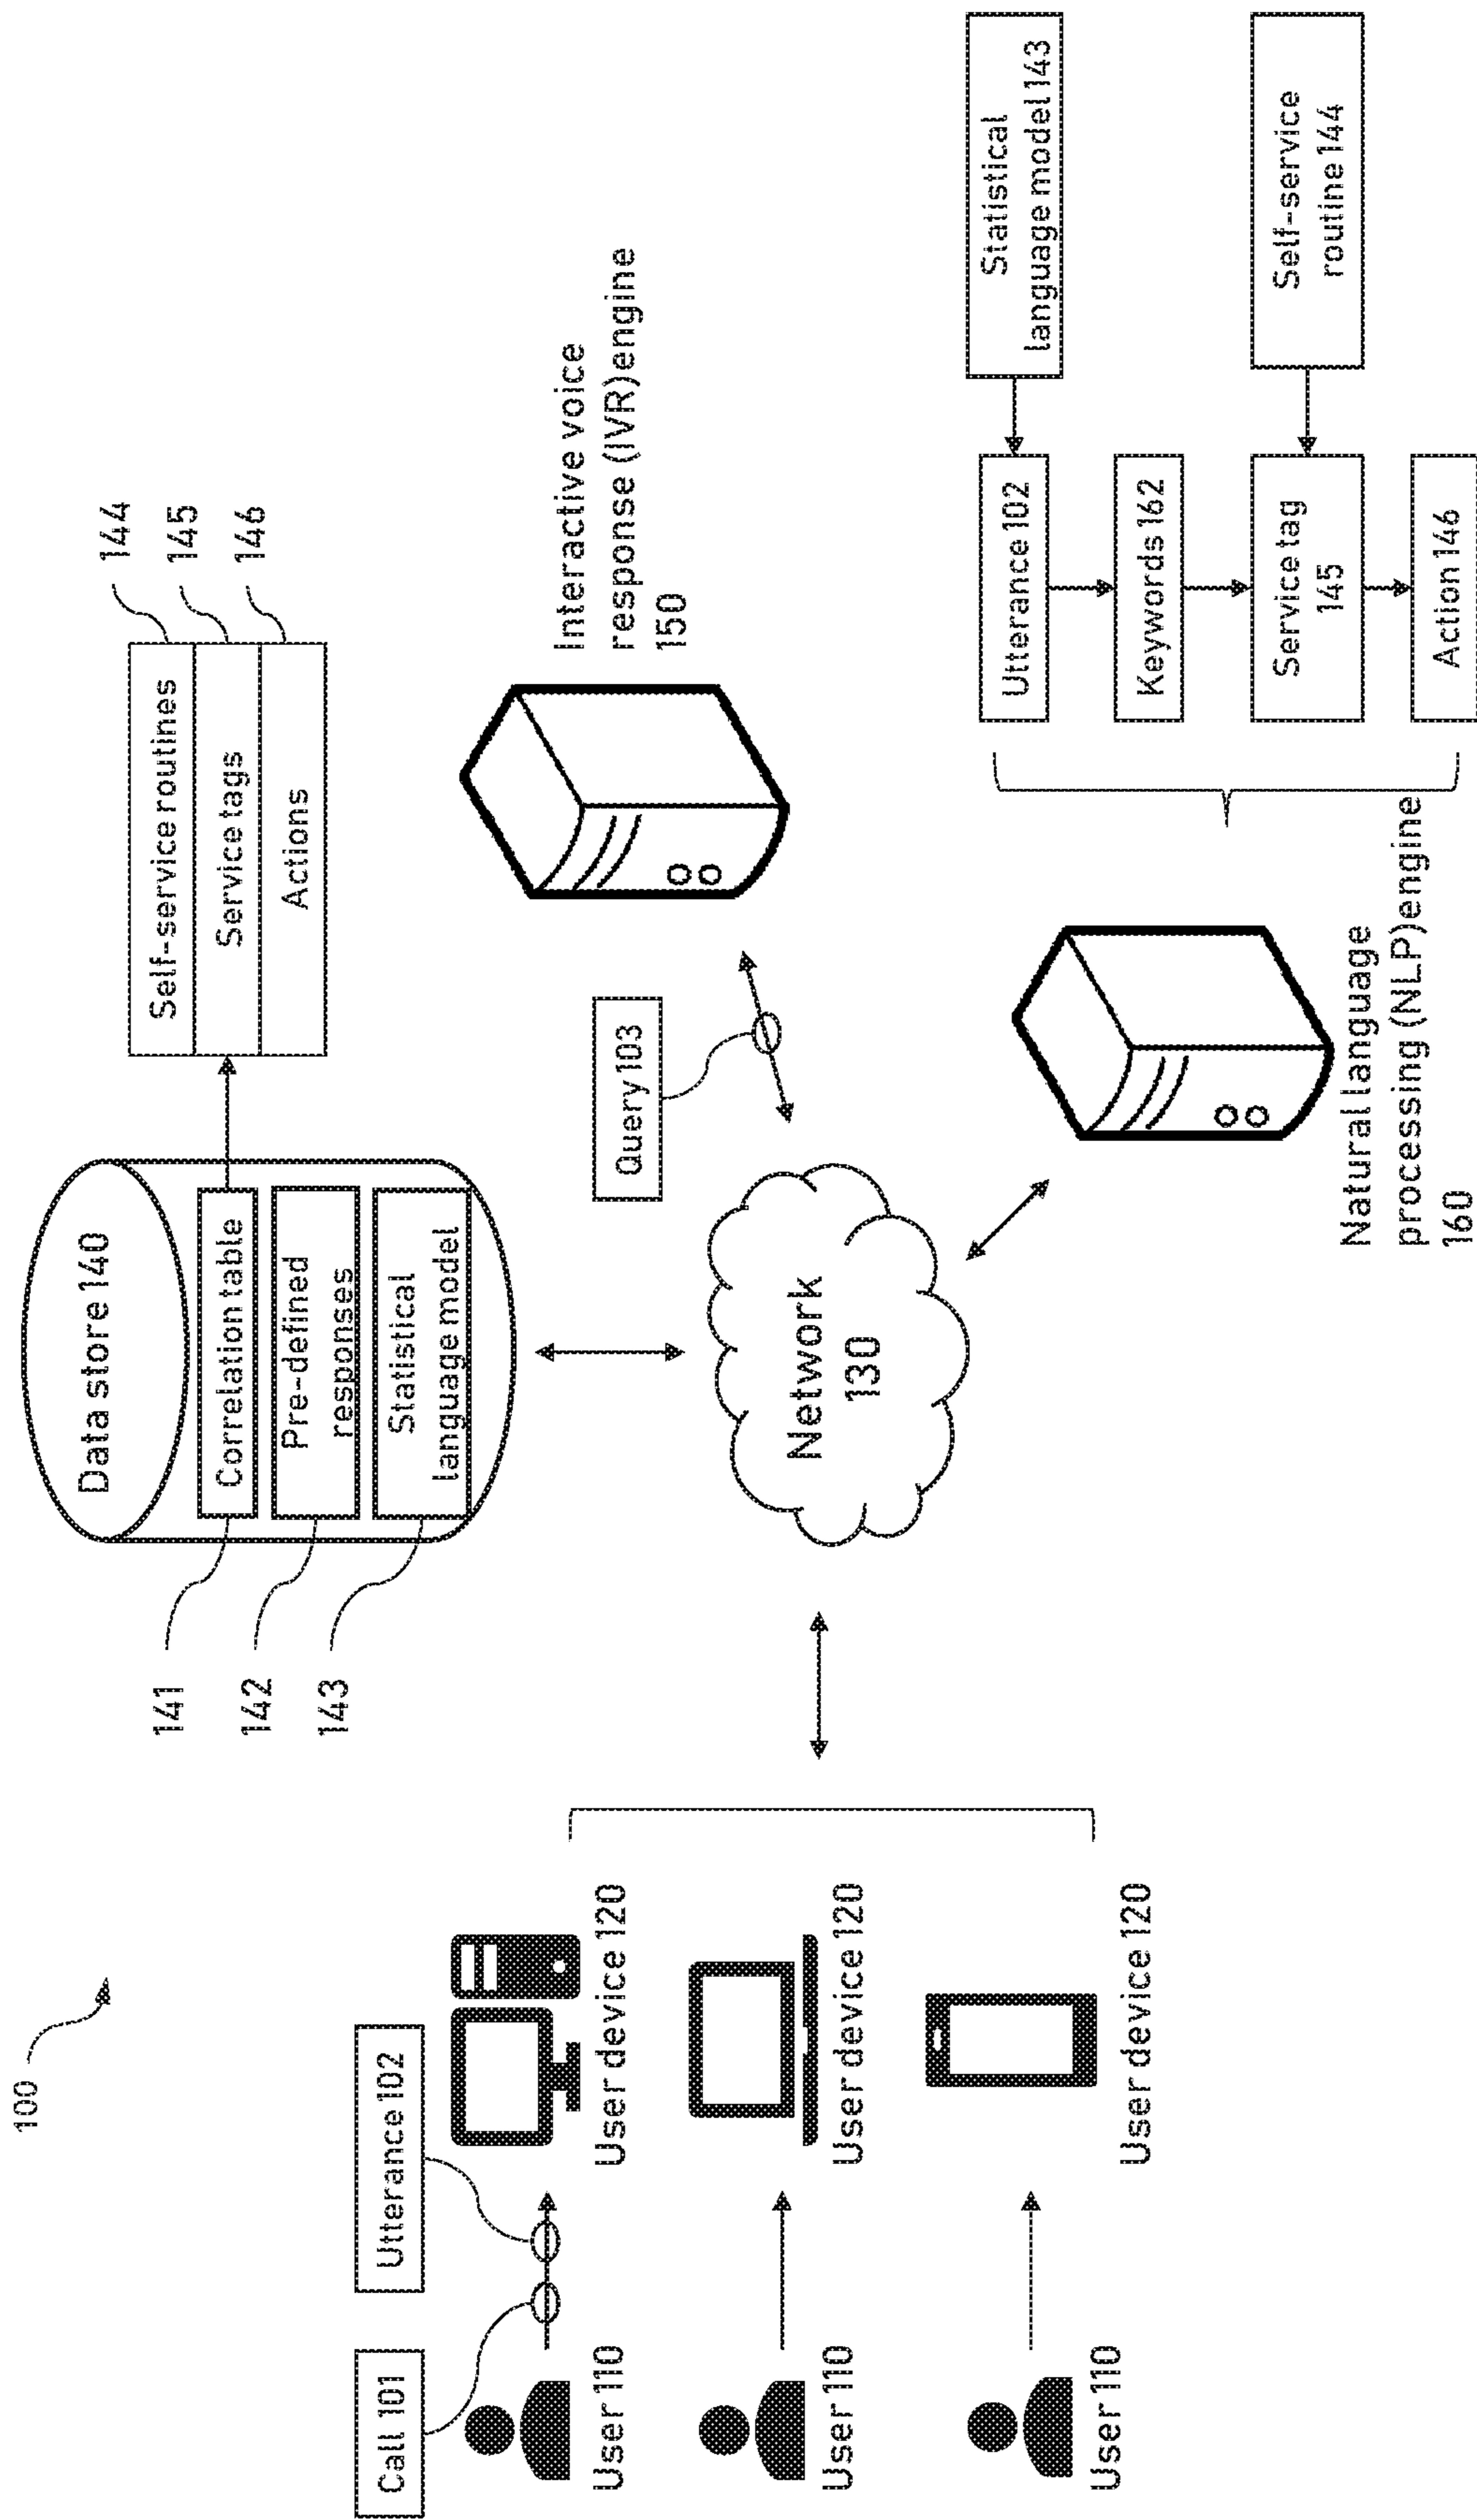 100
Call 101
Utterance 102
User 110
User device 120
User 110
User device 120
User 110
User device 120
141
142
143
Data store 140
Correlation table
Pre-defined
responses
Statistical
language model
Self-service routines
Service tags
Actions
144
145
146
Network
130
Query 103
Interactive voice
response (IVR) engine
150
Natural language
processing (NLP) engine
160
Utterance 102
Keywords 162
Service tag
145
Action 146
Statistical
language model 143
Self-service
routine 144